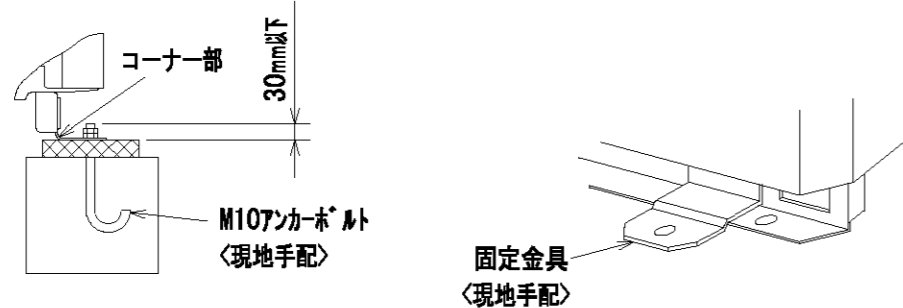 コーナー部
30mm以下
M10アンカーボルト
〈現地手配〉
固定金具
〈現地手配〉